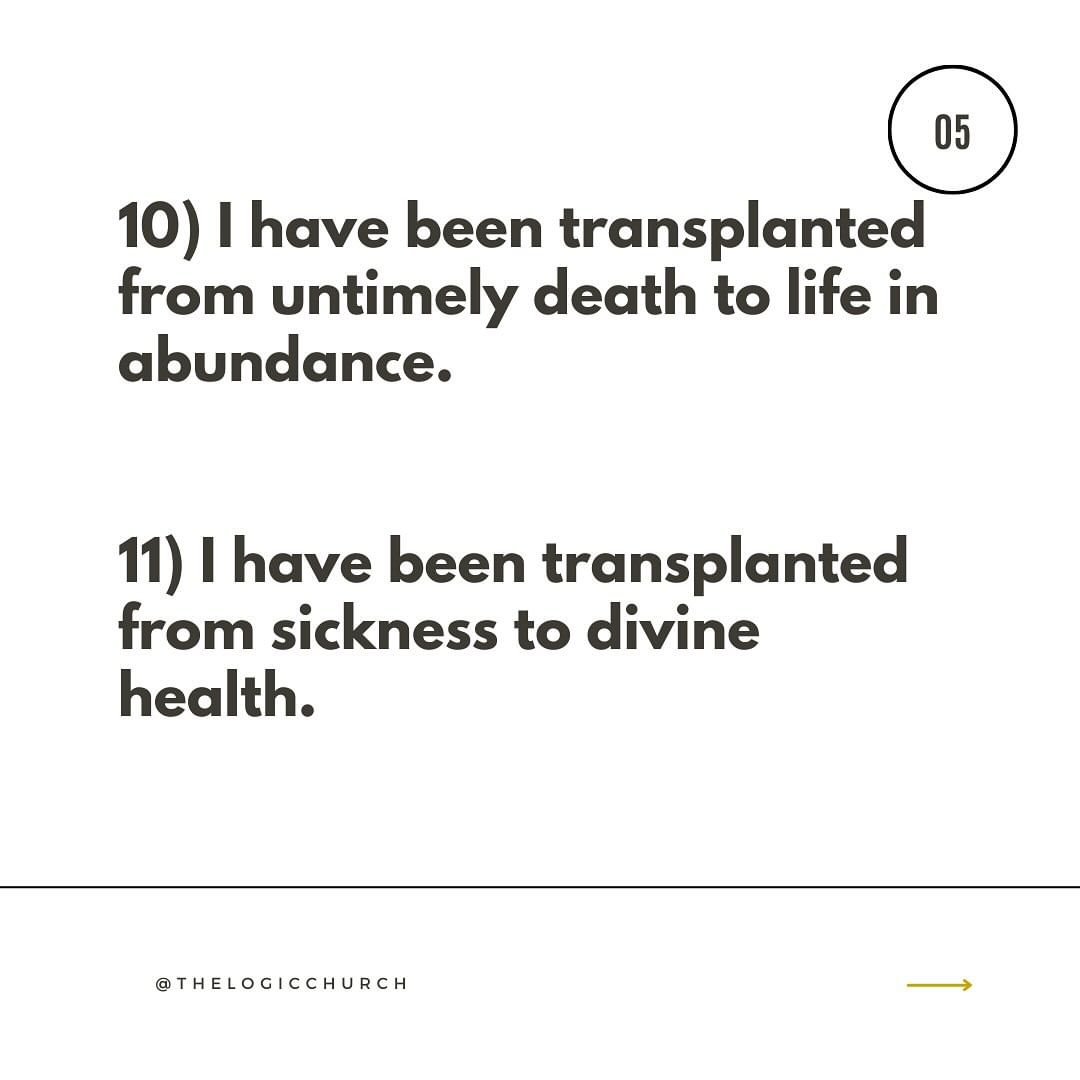 05
10) I have been transplanted
from untimely death to life in
abundance.
11) I have been transplanted
from sickness to divine
health.
@THELOGICCHURCH